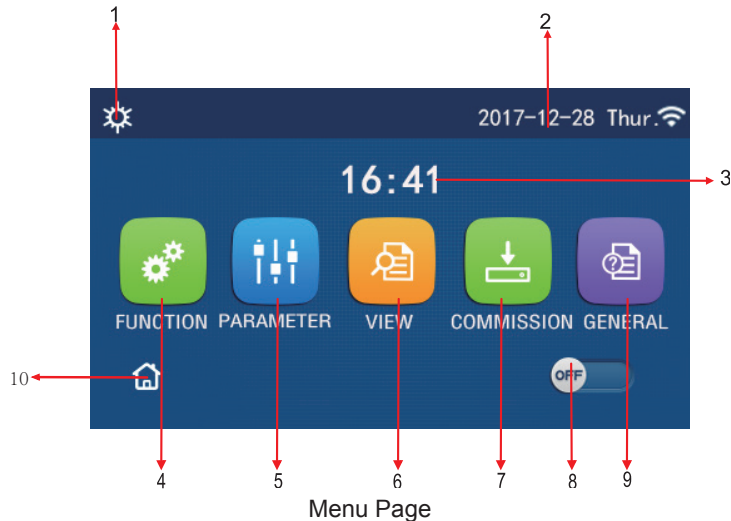 1
2
2017-12-28 Thur.
16:41
3
FUNCTION PARAMETER VIEW COMMISSION GENERAL
OFF
10
4 5 6 7 8 9
Menu Page